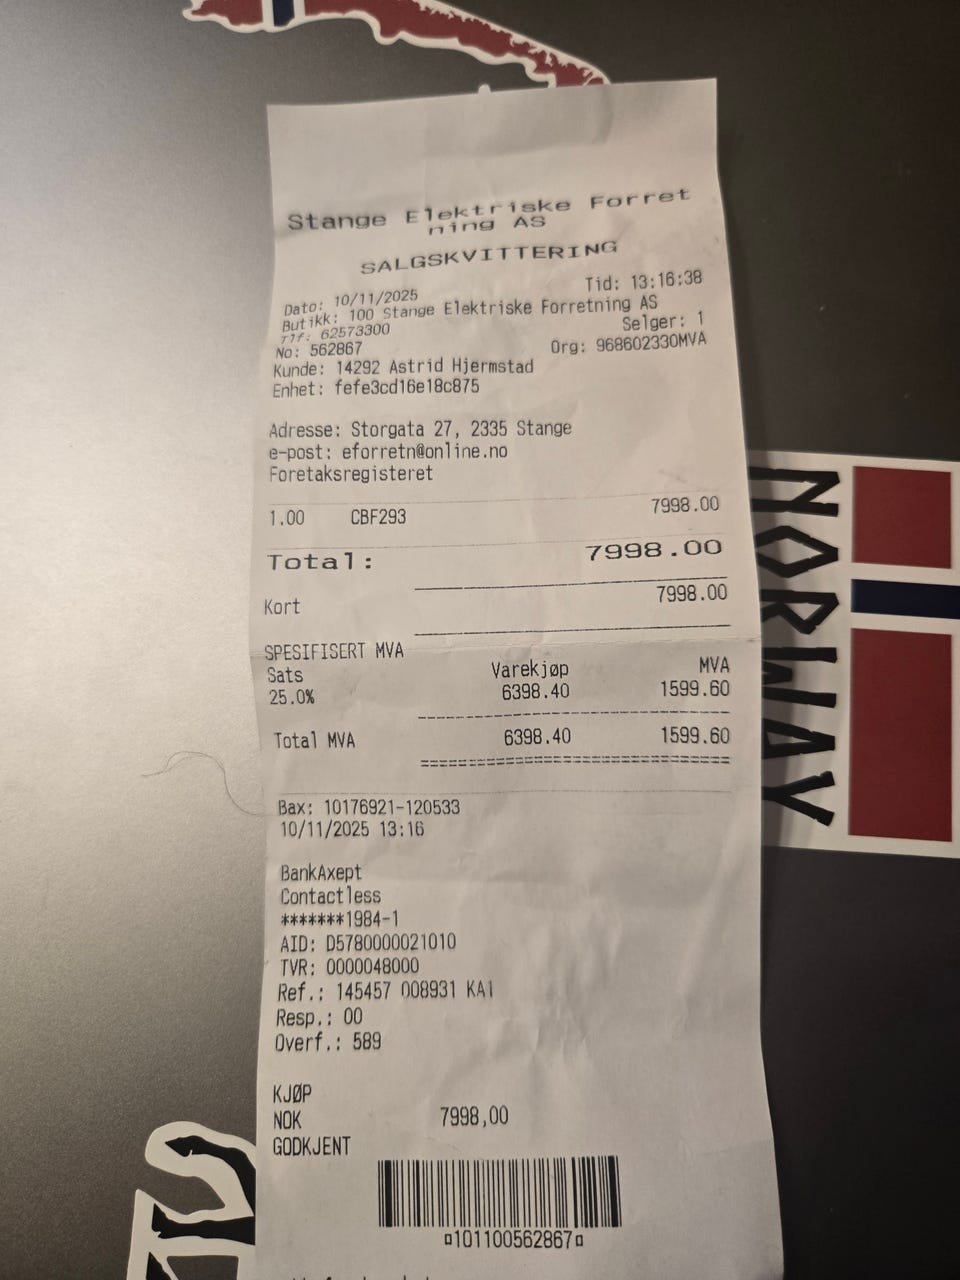 Stange Elektriske Forret
ning AS
SALGSKVITTERING
Dato: 10/11/2025 Tid: 13:16:38
Butikk: 100 Stange Elektriske Forretning AS
Tlf: 62573300 Selger: 1
No: 562867 Org: 968602330MVA
Kunde: 14292 Astrid Hjermstad
Enhet: fefe3cd16e18c875
Adresse: Storgata 27, 2335 Stange
e-post: eforretn@online.no
Foretaksregisteret
1.00 CBF293 7998.00
Total: 7998.00
Kort 7998.00
SPESIFISERT MVA
Sats Varekjøp MVA
25.0% 6398.40 1599.60
Total MVA 6398.40 1599.60
Bax: 10176921-120533
10/11/2025 13:16
BankAxept
Contactless
*******1984-1
AID: D5780000021010
TVR: 0000048000
Ref.: 145457 008931 KA1
Resp.: 00
Overf.: 589
KJØP
NOK 7998,00
GODKJENT
¤101100562867¤
NORWAY